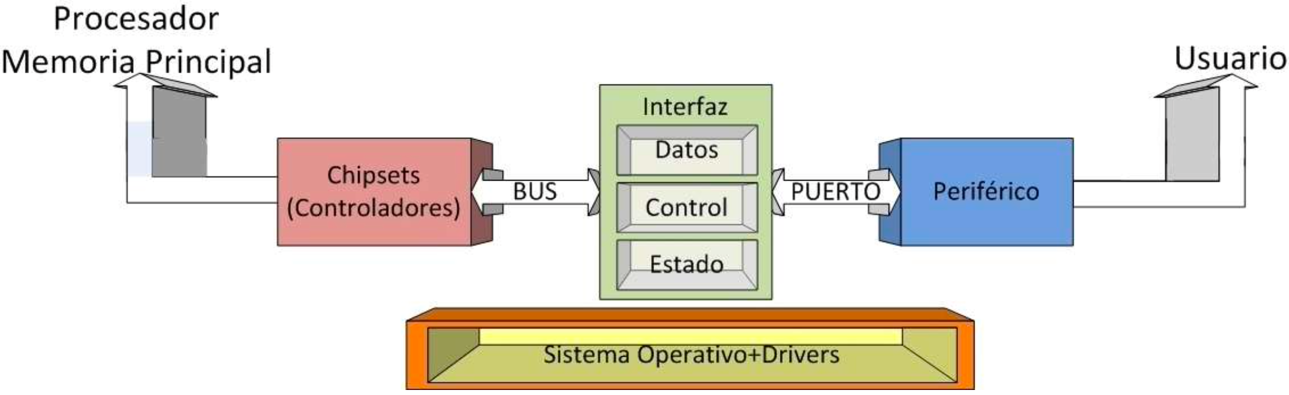 Procesador
Memoria Principal
Usuario
Chipsets
(Controladores)
BUS
Interfaz
Datos
Control
Estado
PUERTO
Periférico
Sistema Operativo+Drivers